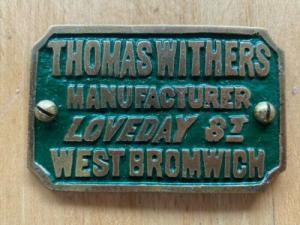 THOMAS WITHERS
MANUFACTURER
LOVEDAY ST
WEST BROMWICH